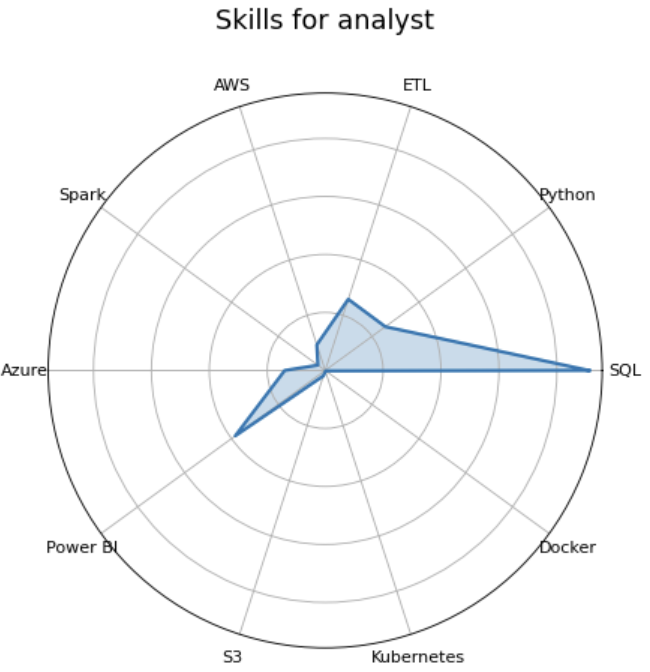 Skills for analyst
AWS
ETL
Spark
Python
Azure
SQL
Power BI
Docker
S3
Kubernetes